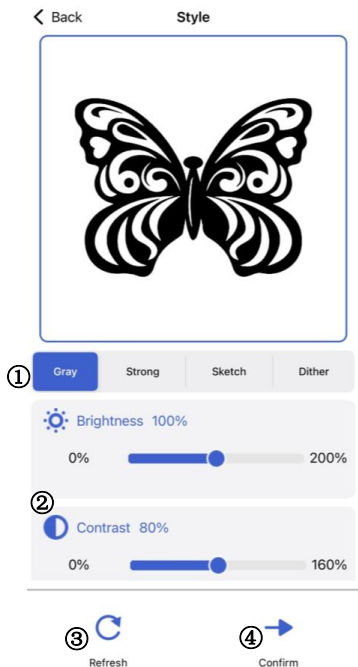 Back Style
① Gray Strong Sketch Dither
Brightness 100%
0% 200%
②
Contrast 80%
0% 160%
③ ④
Refresh Confirm